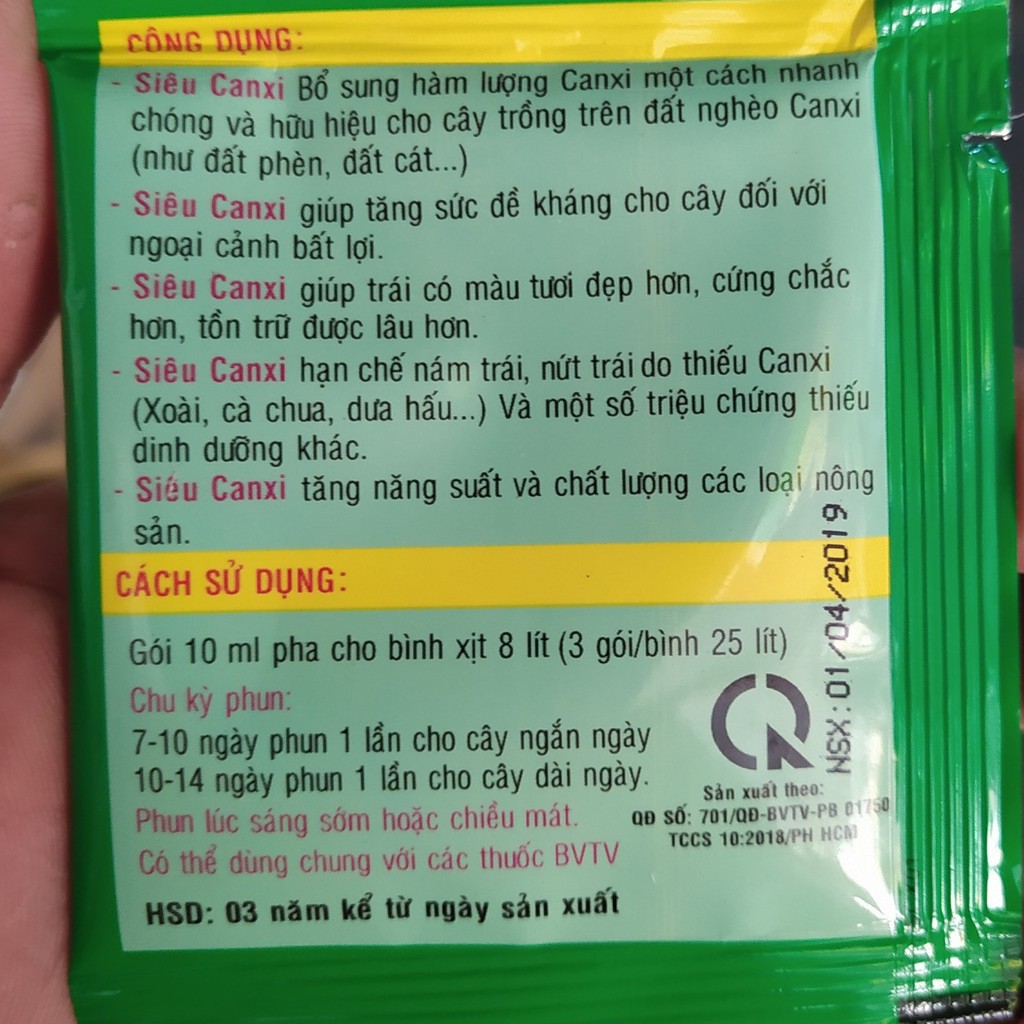 CÔNG DỤNG:
- Siêu Canxi Bổ sung hàm lượng Canxi một cách nhanh
chóng và hữu hiệu cho cây trồng trên đất nghèo Canxi
(như đất phèn, đất cát...)
- Siêu Canxi giúp tăng sức đề kháng cho cây đối với
ngoại cảnh bất lợi.
- Siêu Canxi giúp trái có màu tươi đẹp hơn, cứng chắc
hơn, tồn trữ được lâu hơn.
- Siêu Canxi hạn chế nám trái, nứt trái do thiếu Canxi
(Xoài, cà chua, dưa hấu...) Và một số triệu chứng thiếu
dinh dưỡng khác.
- Siêu Canxi tăng năng suất và chất lượng các loại nông
sản.
CÁCH SỬ DỤNG:
Gói 10 ml pha cho bình xịt 8 lít (3 gói/bình 25 lít)
Chu kỳ phun:
7-10 ngày phun 1 lần cho cây ngắn ngày
10-14 ngày phun 1 lần cho cây dài ngày.
Phun lúc sáng sớm hoặc chiều mát.
Có thể dùng chung với các thuốc BVTV
HSD: 03 năm kể từ ngày sản xuất
Sản xuất theo:
QĐ SỐ: 701/QĐ-BVTV-PB 01750
TCCS 10:2018/PH HCM
NSX:01/04/2019